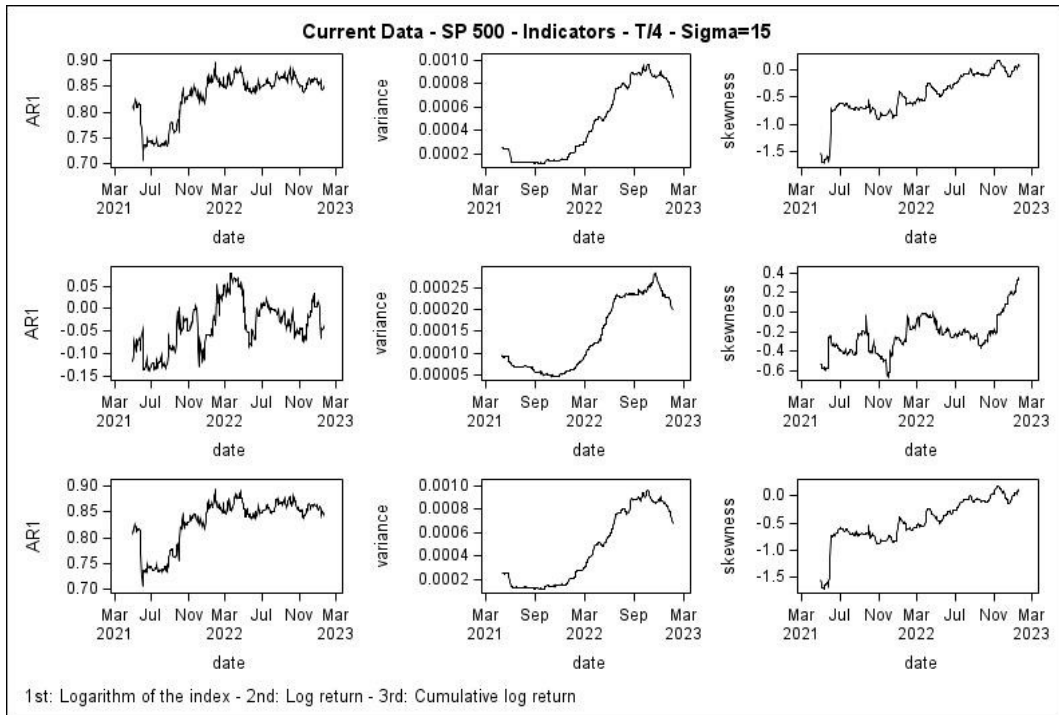 Current Data - SP 500 - Indicators - T/4 - Sigma=15
AR1
0.90
0.85
0.80
0.75
0.70
Mar Jul Nov Mar Jul Nov Mar
2021 2022 2023
date
variance
0.0010
0.0008
0.0006
0.0004
0.0002
Mar Sep Mar Sep Mar
2021 2022 2023
date
skewness
0.0
-0.5
-1.0
-1.5
Mar Jul Nov Mar Jul Nov Mar
2021 2022 2023
date
AR1
0.05
0.00
-0.05
-0.10
-0.15
Mar Jul Nov Mar Jul Nov Mar
2021 2022 2023
date
variance
0.00025
0.00020
0.00015
0.00010
0.00005
Mar Sep Mar Sep Mar
2021 2022 2023
date
skewness
0.4
0.2
0.0
-0.2
-0.4
-0.6
Mar Jul Nov Mar Jul Nov Mar
2021 2022 2023
date
AR1
0.90
0.85
0.80
0.75
0.70
Mar Jul Nov Mar Jul Nov Mar
2021 2022 2023
date
variance
0.0010
0.0008
0.0006
0.0004
0.0002
Mar Sep Mar Sep Mar
2021 2022 2023
date
skewness
0.0
-0.5
-1.0
-1.5
Mar Jul Nov Mar Jul Nov Mar
2021 2022 2023
date
1st: Logarithm of the index - 2nd: Log return - 3rd: Cumulative log return